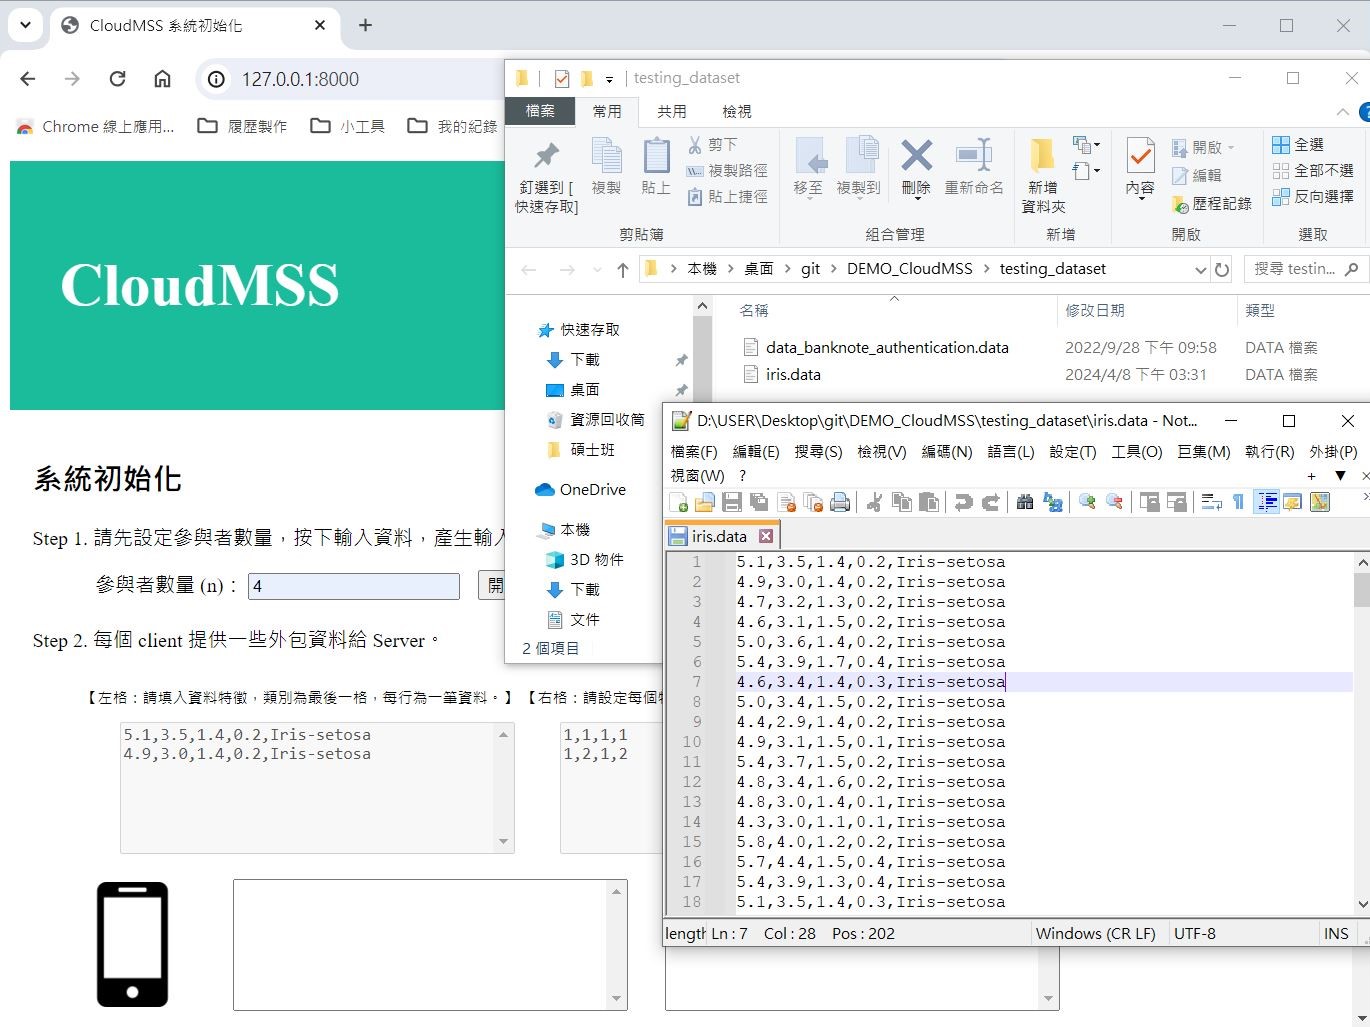 CloudMSS 系統初始化
127.0.0.1:8000
Chrome 線上應用...
履歷製作
小工具
我的紀錄
CloudMSS
系統初始化
Step 1. 請先設定參與者數量，按下輸入資料，產生輸入
參與者數量 (n)：
4
開
Step 2. 每個 client 提供一些外包資料給 Server。
【左格：請填入資料特徵，類別為最後一格，每行為一筆資料。】 【右格：請設定每個
5.1,3.5,1.4,0.2,Iris-setosa
4.9,3.0,1.4,0.2,Iris-setosa
1,1,1,1
1,2,1,2
testing_dataset
檔案
常用
共用
檢視
釘選到 [
快速存取]
複製
貼上
剪下
複製路徑
貼上捷徑
剪貼簿
移至
複製到
刪除
重新命名
組合管理
新增
資料夾
新增
內容
開啟
編輯
歷程記錄
開啟
全選
全部不選
反向選擇
選取
本機
桌面
git
DEMO_CloudMSS
testing_dataset
搜尋 testin...
快速存取
下載
桌面
資源回收筒
碩士班
OneDrive
本機
3D 物件
下載
文件
2 個項目
名稱
修改日期
類型
data_banknote_authentication.data
2022/9/28 下午 09:58
DATA 檔案
iris.data
2024/4/8 下午 03:31
DATA 檔案
D:\USER\Desktop\git\DEMO_CloudMSS\testing_dataset\iris.data - Not...
檔案(F) 編輯(E) 搜尋(S) 檢視(V) 編碼(N) 語言(L) 設定(T) 工具(O) 巨集(M) 執行(R) 外掛(P)
視窗(W) ?
iris.data
1 5.1,3.5,1.4,0.2,Iris-setosa
2 4.9,3.0,1.4,0.2,Iris-setosa
3 4.7,3.2,1.3,0.2,Iris-setosa
4 4.6,3.1,1.5,0.2,Iris-setosa
5 5.0,3.6,1.4,0.2,Iris-setosa
6 5.4,3.9,1.7,0.4,Iris-setosa
7 4.6,3.4,1.4,0.3,Iris-setosa
8 5.0,3.4,1.5,0.2,Iris-setosa
9 4.4,2.9,1.4,0.2,Iris-setosa
10 4.9,3.1,1.5,0.1,Iris-setosa
11 5.4,3.7,1.5,0.2,Iris-setosa
12 4.8,3.4,1.6,0.2,Iris-setosa
13 4.8,3.0,1.4,0.1,Iris-setosa
14 4.3,3.0,1.1,0.1,Iris-setosa
15 5.8,4.0,1.2,0.2,Iris-setosa
16 5.7,4.4,1.5,0.4,Iris-setosa
17 5.4,3.9,1.3,0.4,Iris-setosa
18 5.1,3.5,1.4,0.3,Iris-setosa
length Ln : 7 Col : 28 Pos : 202 Windows (CR LF) UTF-8 INS